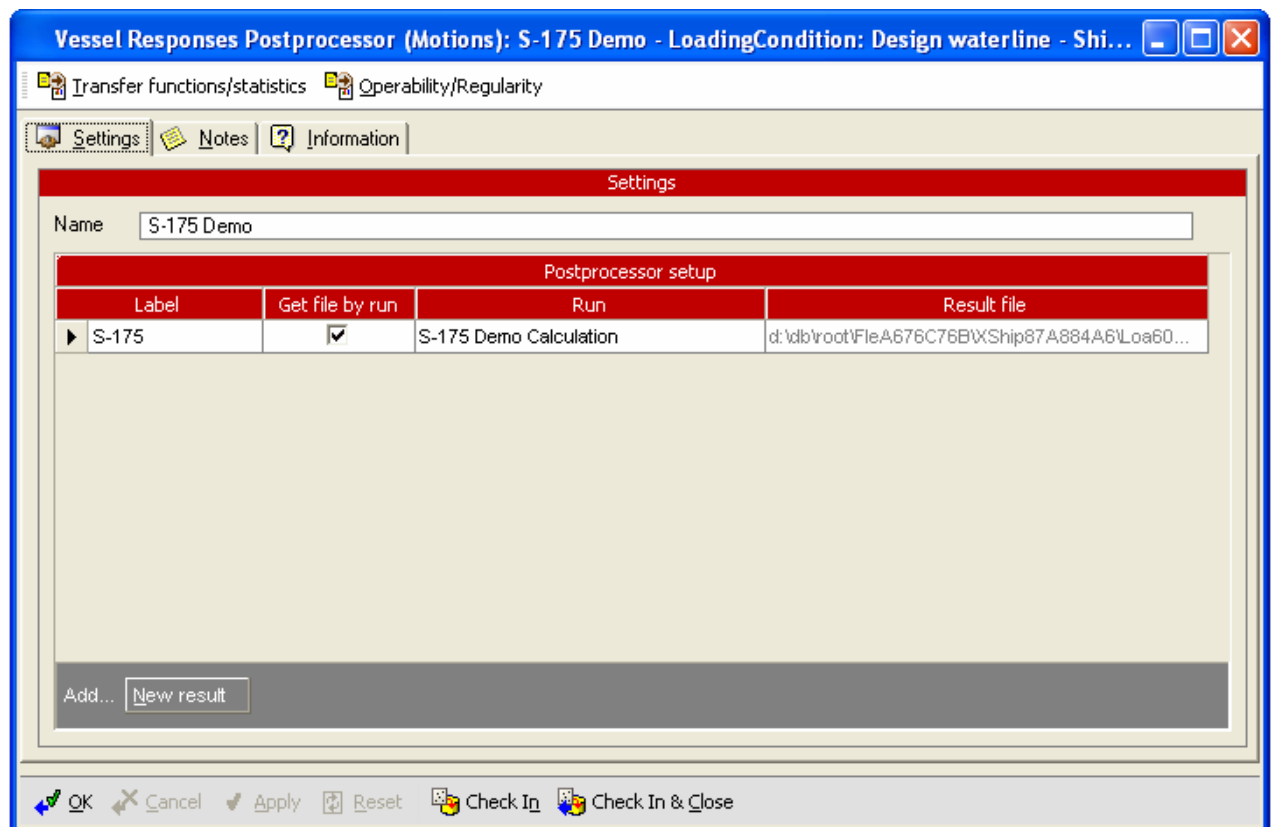 Vessel Responses Postprocessor (Motions): S-175 Demo - LoadingCondition: Design waterline - Shi...
Transfer functions/statistics Operability/Regularity
Settings Notes Information
Settings
Name S-175 Demo
Postprocessor setup
Label Get file by run Run Result file
S-175 S-175 Demo Calculation d:\db\root\FleA676C76B\XShip87A884A6\Loa60...
Add... New result
OK Cancel Apply Reset Check In Check In & Close